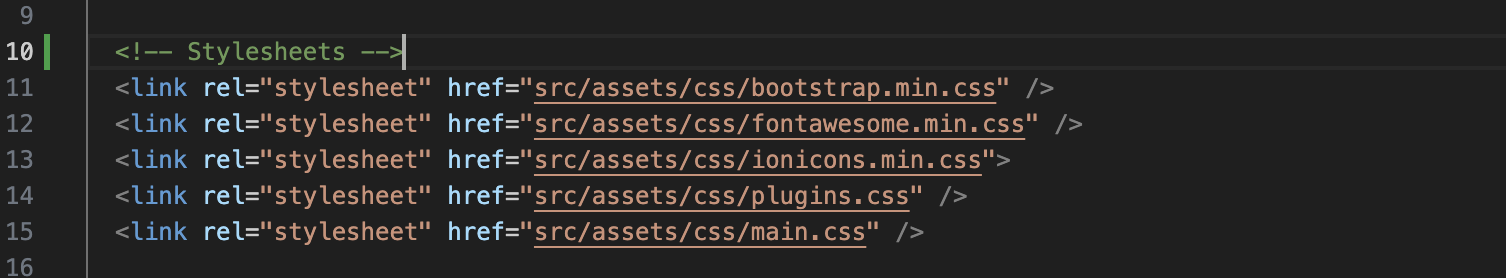 9
10 <!-- Stylesheets -->
11 <link rel="stylesheet" href="src/assets/css/bootstrap.min.css" />
12 <link rel="stylesheet" href="src/assets/css/fontawesome.min.css" />
13 <link rel="stylesheet" href="src/assets/css/ionicons.min.css">
14 <link rel="stylesheet" href="src/assets/css/plugins.css" />
15 <link rel="stylesheet" href="src/assets/css/main.css" />
16